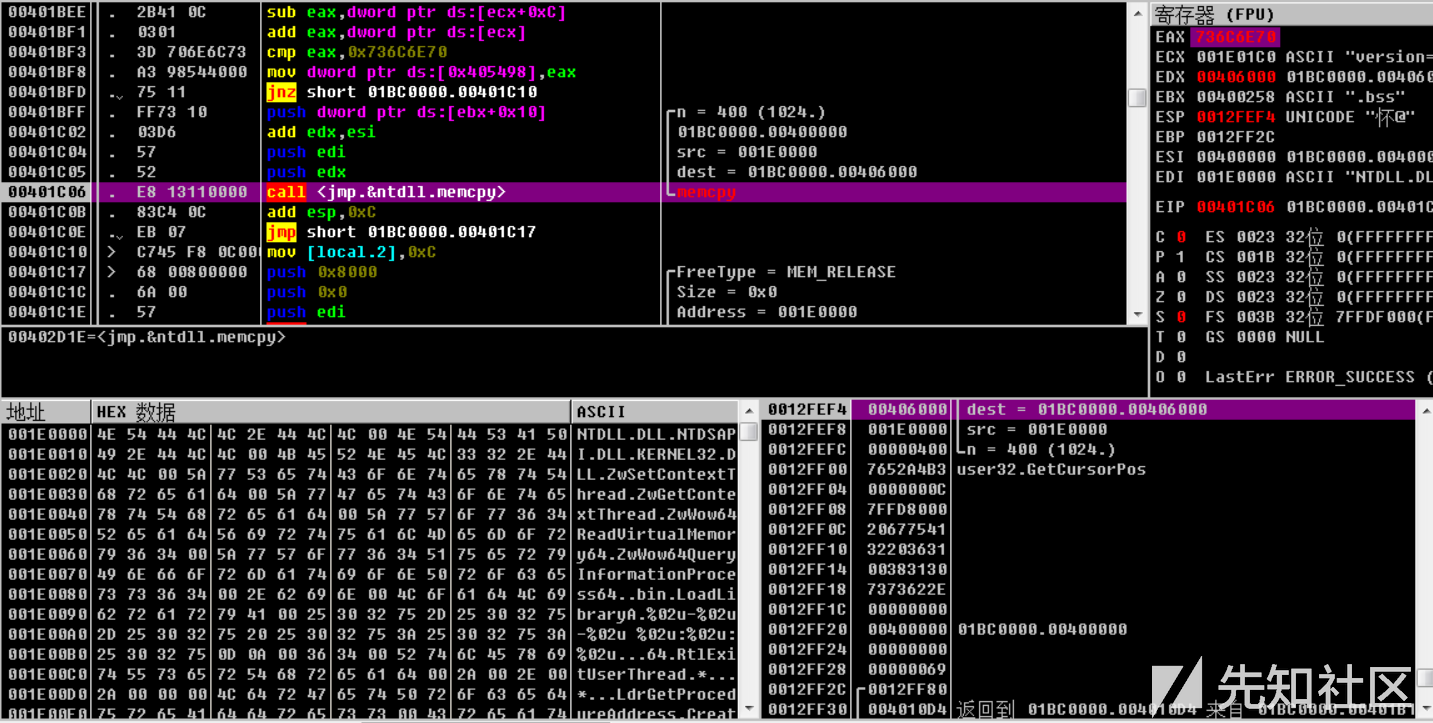 00401BEE . 2B41 0C sub eax,dword ptr ds:[ecx+0xC]
00401BF1 . 0301 add eax,dword ptr ds:[ecx]
00401BF3 . 3D 706E6C73 cmp eax,0x736C6E70
00401BF8 . A3 98544000 mov dword ptr ds:[0x405498],eax
00401BFD . 75 11 jnz short 01BC0000.00401C10
00401BFF . FF73 10 push dword ptr ds:[ebx+0x10] n = 400 (1024.)
00401C02 . 03D6 add edx,esi 01BC0000.00400000
00401C04 . 57 push edi src = 001E0000
00401C05 . 52 push edx dest = 01BC0000.00406000
00401C06 . E8 13110000 call <jmp.&ntdll.memcpy> memcpy
00401C0B . 83C4 0C add esp,0xC
00401C0E . EB 07 jmp short 01BC0000.00401C17
00401C10 > C745 F8 0C00 mov [local.2],0xC
00401C17 > 68 00800000 push 0x8000 FreeType = MEM_RELEASE
00401C1C . 6A 00 push 0x0 Size = 0x0
00401C1E . 57 push edi Address = 001E0000
00402D1E=<jmp.&ntdll.memcpy>
寄存器 (FPU)
EAX 736C6E70
ECX 001E01C0 ASCII "version=
EDX 00406000 01BC0000.004060
EBX 00400258 ASCII ".bss"
ESP 0012FEF4 UNICODE "怀@"
EBP 0012FF2C
ESI 00400000 01BC0000.004000
EDI 001E0000 ASCII "NTDLL.DL
EIP 00401C06 01BC0000.00401C
C 0 ES 0023 32位 0(FFFFFFFF
P 1 CS 001B 32位 0(FFFFFFFF
A 0 SS 0023 32位 0(FFFFFFFF
Z 0 DS 0023 32位 0(FFFFFFFF
S 0 FS 003B 32位 7FFDF000(F
T 0 GS 0000 NULL
D 0
O 0 LastErr ERROR_SUCCESS (
地址 HEX 数据 ASCII
001E0000 4E 54 44 4C 4C 2E 44 4C 4C 00 4E 54 44 53 41 50 NTDLL.DLL.NTDSAP
001E0010 49 2E 44 4C 4C 00 4B 45 52 4E 45 4C 33 32 2E 44 I.DLL.KERNEL32.D
001E0020 4C 4C 00 5A 77 53 65 74 43 6F 6E 74 65 78 74 54 LL.ZwSetContextT
001E0030 68 72 65 61 64 00 5A 77 47 65 74 43 6F 6E 74 65 hread.ZwGetConte
001E0040 78 74 54 68 72 65 61 64 00 5A 77 57 6F 77 36 34 xtThread.ZwWow64
001E0050 52 65 61 64 56 69 72 74 75 61 6C 4D 65 6D 6F 72 ReadVirtualMemor
001E0060 79 36 34 00 5A 77 57 6F 77 36 34 51 75 65 72 79 y64.ZwWow64Query
001E0070 49 6E 66 6F 72 6D 61 74 69 6F 6E 50 72 6F 63 65 InformationProce
001E0080 73 73 36 34 00 2E 62 69 6E 00 4C 6F 61 64 4C 69 ss64..bin.LoadLi
001E0090 62 72 61 72 79 41 00 25 30 32 75 2D 25 30 32 75 braryA.%02u-%02u
001E00A0 2D 25 30 32 75 20 25 30 32 75 3A 25 30 32 75 3A -%02u %02u:%02u:
001E00B0 25 30 32 75 0D 0A 00 36 34 00 52 74 6C 45 78 69 %02u...64.RtlExi
001E00C0 74 55 73 65 72 54 68 72 65 61 64 00 2A 00 2E 00 tUserThread.*...
001E00D0 2A 00 00 00 4C 64 72 47 65 74 50 72 6F 63 65 64 *...LdrGetProced
001E00E0 75 72 65 41 64 64 72 65 73 73 00 43 72 65 61 74 ureAddress.Creat
0012FEF4 00406000 dest = 01BC0000.00406000
0012FEF8 001E0000 src = 001E0000
0012FEFC 00000400 n = 400 (1024.)
0012FF00 7652A4B3 user32.GetCursorPos
0012FF04 0000000C
0012FF08 7FFD8000
0012FF0C 20677541
0012FF10 32203631
0012FF14 00383130
0012FF18 7373622E
0012FF1C 00000000
0012FF20 00400000 01BC0000.00400000
0012FF24 00000000
0012FF28 00000069
0012FF2C 0012FF80
0012FF30 004010D4 返回到 01BC0000.004010D4 来自 01BC0000.00401B1
先知社区